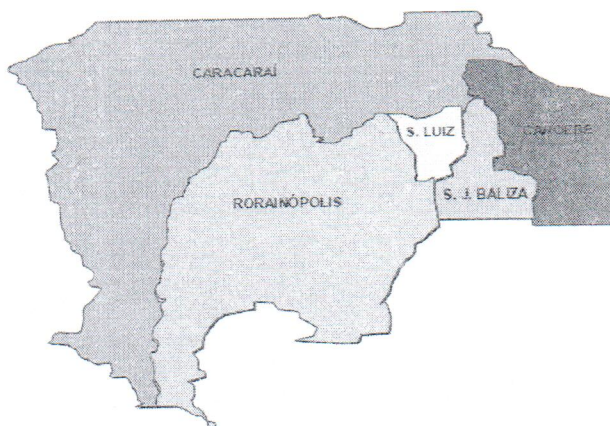 CARACARAÍ
S. LUIZ
CAROEBE
RORAINÓPOLIS
S. J. BALIZA